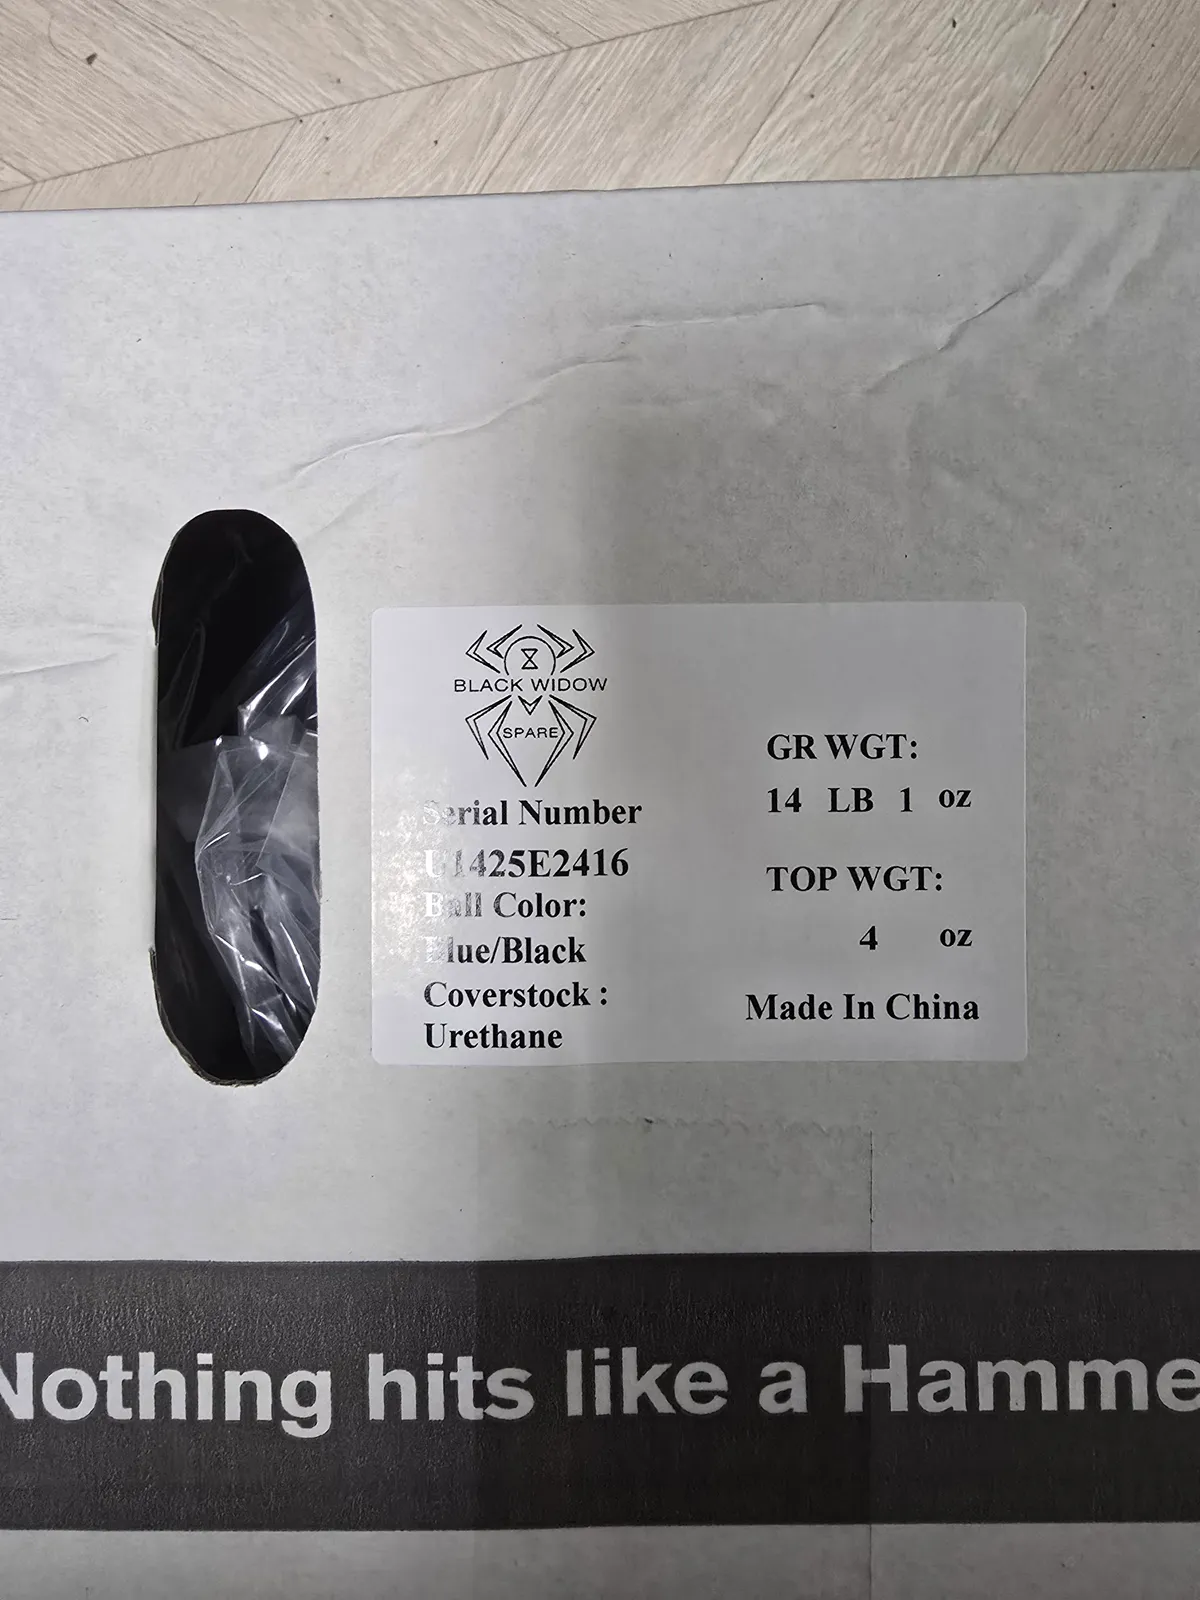 BLACK WIDOW
SPARE
Serial Number
U1425E2416
Ball Color:
Blue/Black
Coverstock :
Urethane
GR WGT:
14 LB 1 oz
TOP WGT:
4 oz
Made In China
Nothing hits like a Hamme